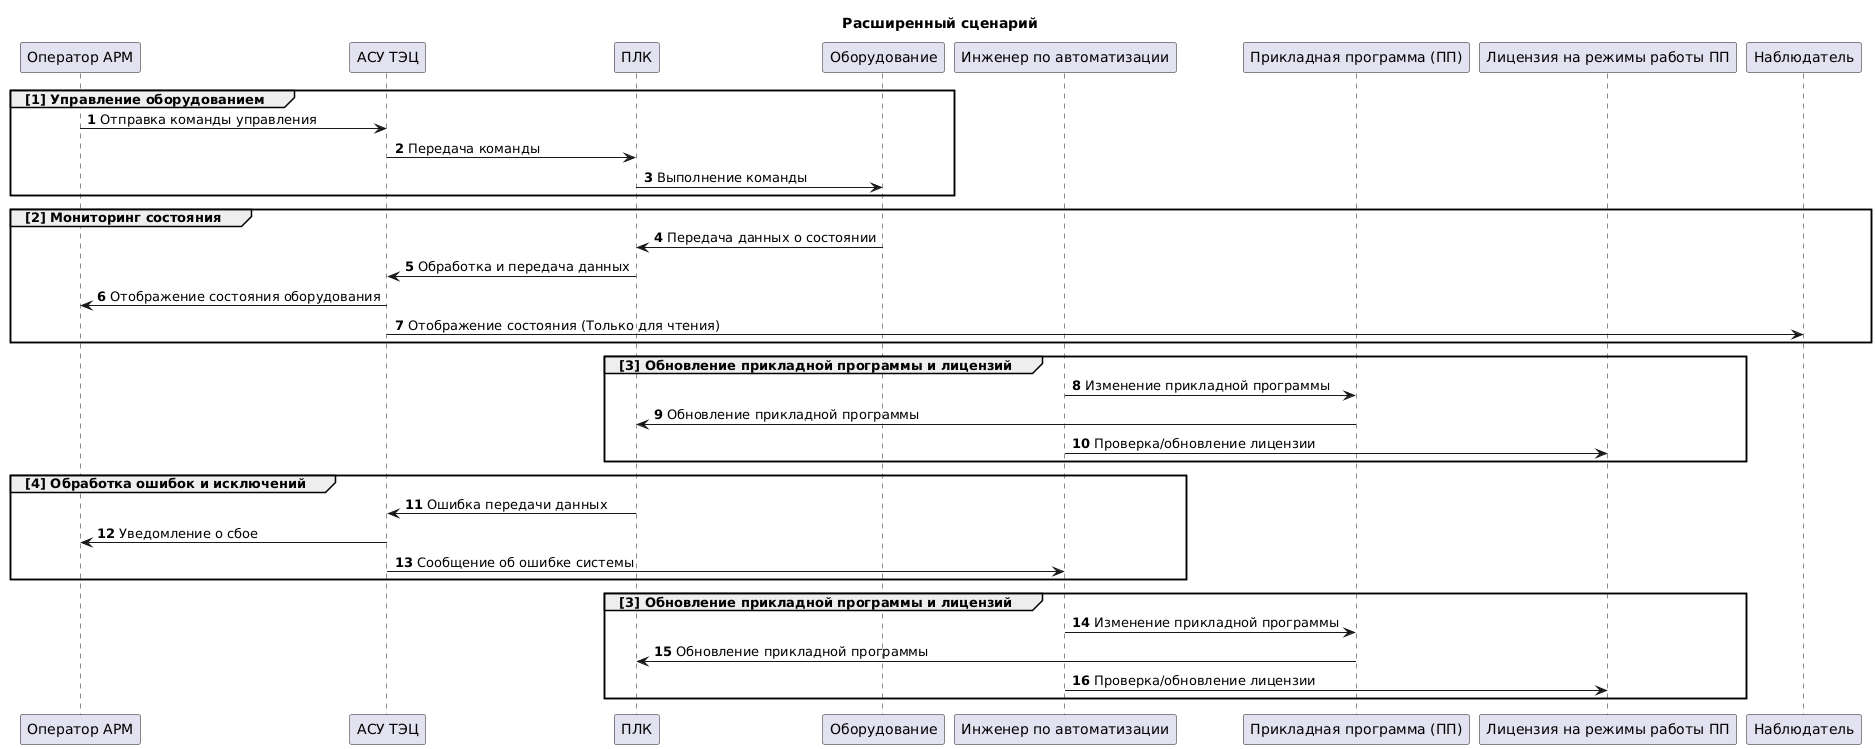 Расширенный сценарий
Оператор АРМ
АСУ ТЭЦ
ПЛК
Оборудование
Инженер по автоматизации
Прикладная программа (ПП)
Лицензия на режимы работы ПП
Наблюдатель
[1] Управление оборудованием
1 Отправка команды управления
2 Передача команды
3 Выполнение команды
[2] Мониторинг состояния
4 Передача данных о состоянии
5 Обработка и передача данных
6 Отображение состояния оборудования
7 Отображение состояния (Только для чтения)
[3] Обновление прикладной программы и лицензий
8 Изменение прикладной программы
9 Обновление прикладной программы
10 Проверка/обновление лицензии
[4] Обработка ошибок и исключений
11 Ошибка передачи данных
12 Уведомление о сбое
13 Сообщение об ошибке системы
[3] Обновление прикладной программы и лицензий
14 Изменение прикладной программы
15 Обновление прикладной программы
16 Проверка/обновление лицензии
Оператор АРМ
АСУ ТЭЦ
ПЛК
Оборудование
Инженер по автоматизации
Прикладная программа (ПП)
Лицензия на режимы работы ПП
Наблюдатель